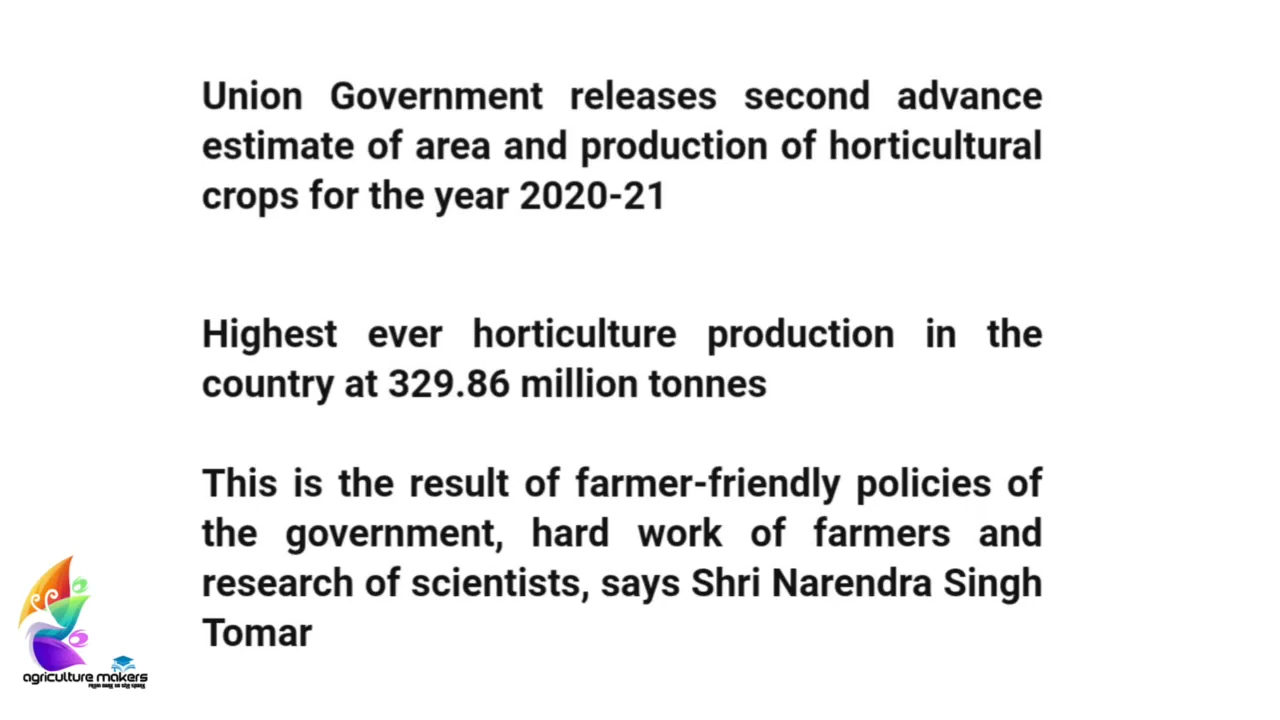 Union Government releases second advance
estimate of area and production of horticultural
crops for the year 2020-21
Highest ever horticulture production in the
country at 329.86 million tonnes
This is the result of farmer-friendly policies of
the government, hard work of farmers and
research of scientists, says Shri Narendra Singh
Tomar
agriculture makers